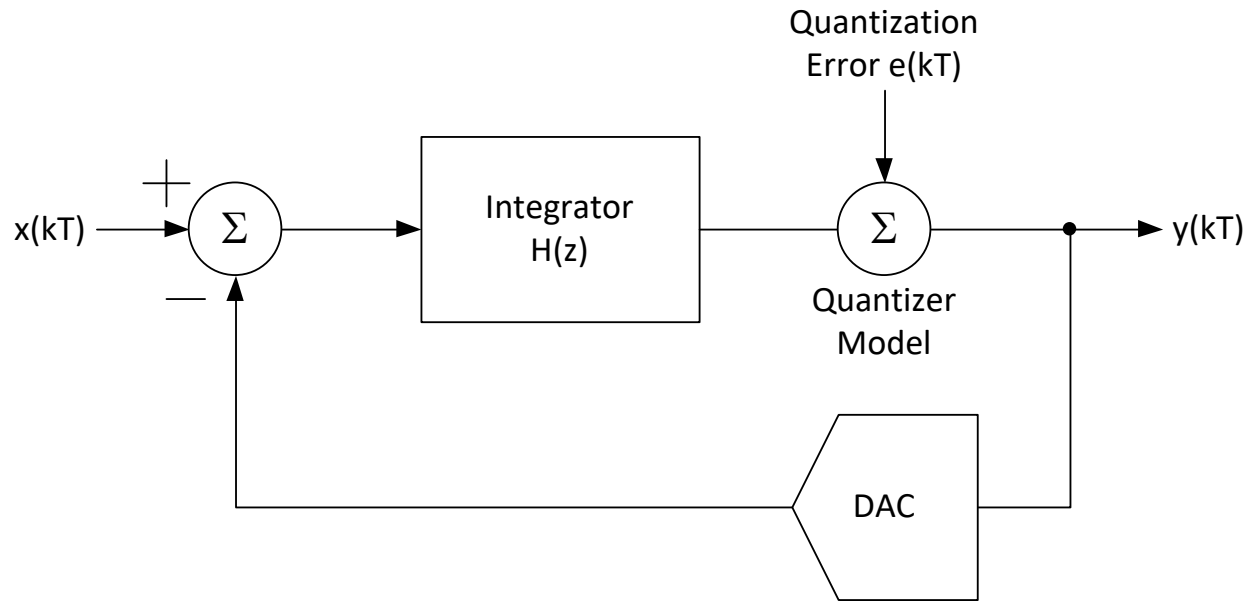 Quantization
Error e(kT)
+
x(kT)
Σ
Integrator
H(z)
Σ
y(kT)
—
Quantizer
Model
DAC